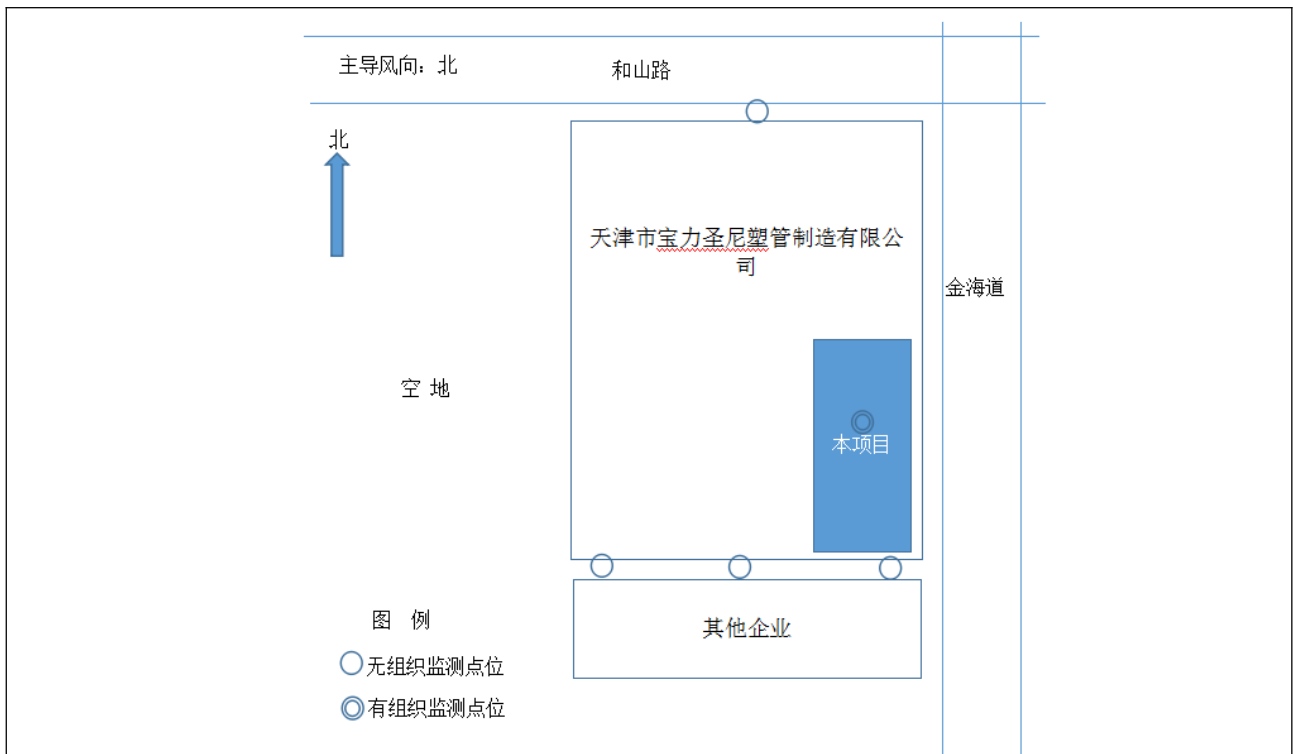 主导风向：北
和山路
北
天津市宝力圣尼塑管制造有限公
司
金海道
空 地
本项目
其他企业
图 例
无组织监测点位
有组织监测点位